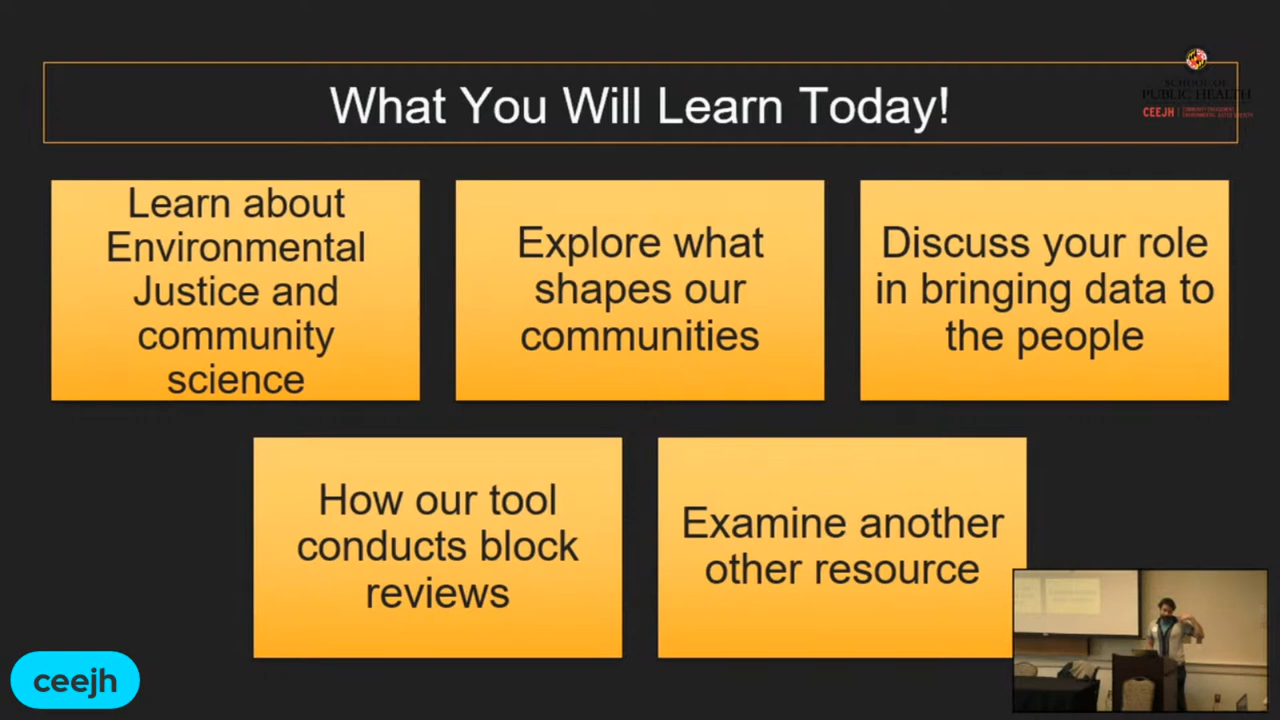 What You Will Learn Today!
SCHOOL OF
PUBLIC HEALTH
CEEJH
Learn about
Environmental
Justice and
community
science
Explore what
shapes our
communities
Discuss your role
in bringing data to
the people
How our tool
conducts block
reviews
Examine another
other resource
ceejh